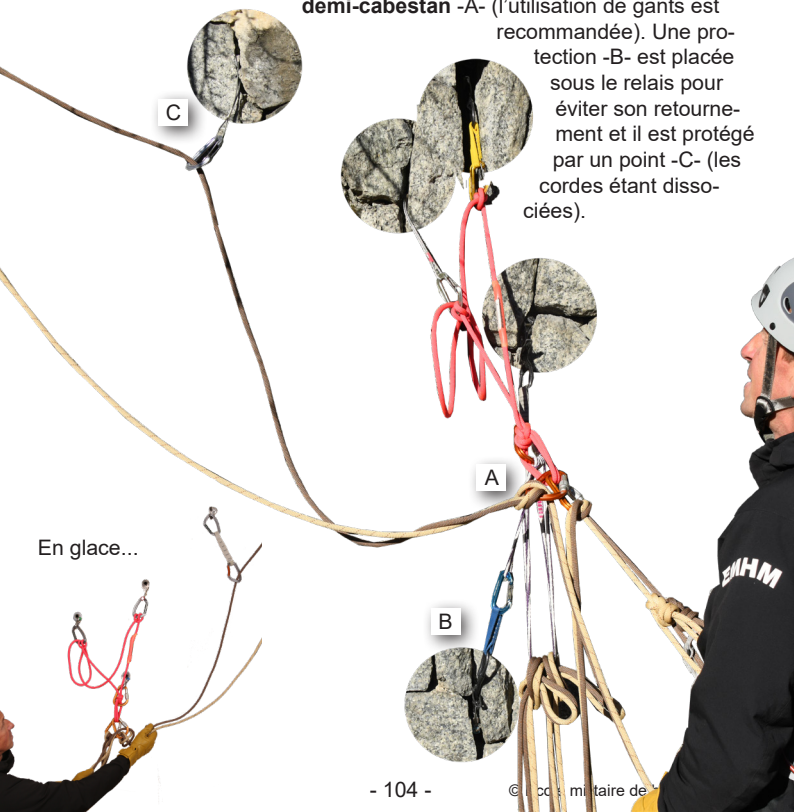 demi-cabestan -A- (l'utilisation de gants est
recommandée). Une pro-
tection -B- est placée
sous le relais pour
éviter son retourne-
ment et il est protégé
par un point -C- (les
cordes étant disso-
ciées).
C
A
B
En glace...
EMHM
- 104 -
© de